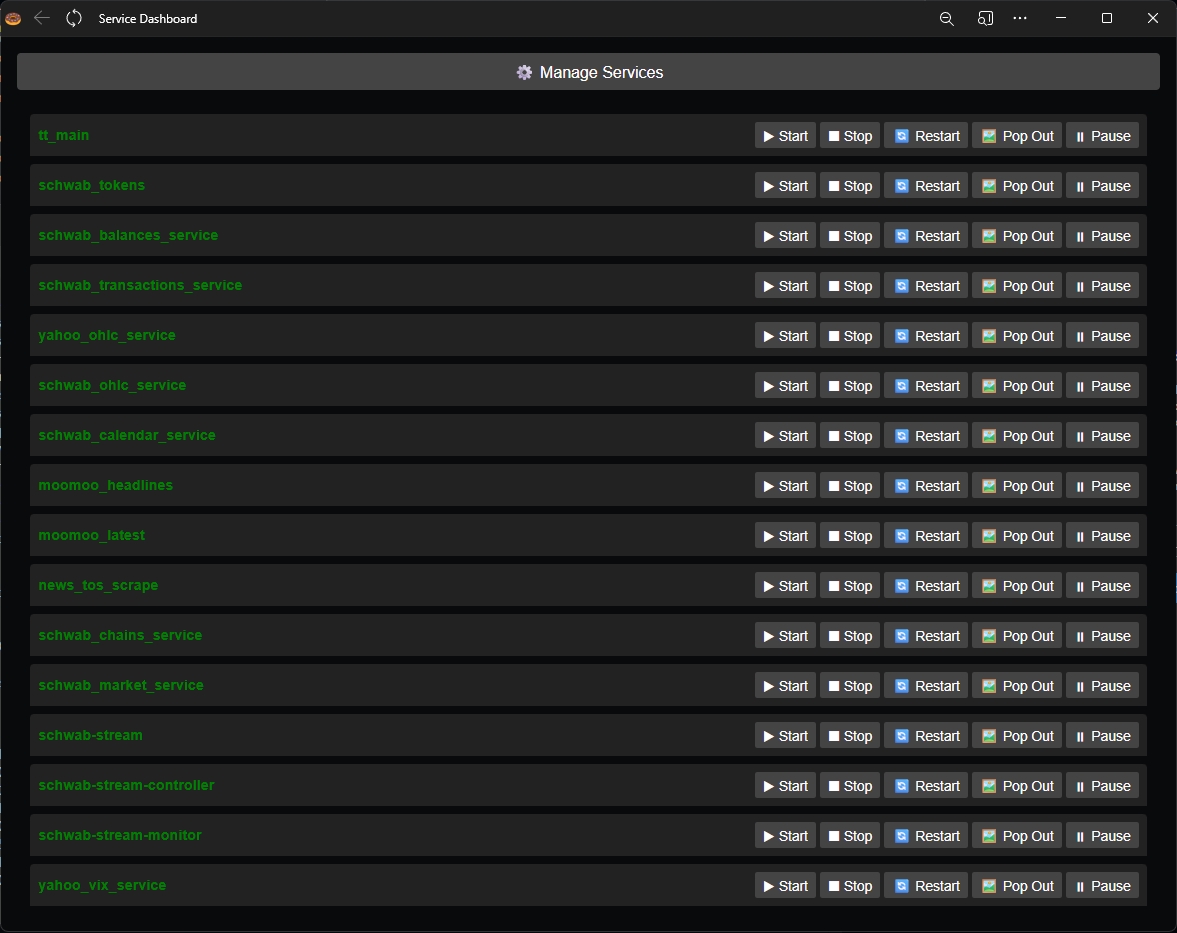 Service Dashboard
Manage Services
tt_main Start Stop Restart Pop Out Pause
schwab_tokens Start Stop Restart Pop Out Pause
schwab_balances_service Start Stop Restart Pop Out Pause
schwab_transactions_service Start Stop Restart Pop Out Pause
yahoo_ohlc_service Start Stop Restart Pop Out Pause
schwab_ohlc_service Start Stop Restart Pop Out Pause
schwab_calendar_service Start Stop Restart Pop Out Pause
moomoo_headlines Start Stop Restart Pop Out Pause
moomoo_latest Start Stop Restart Pop Out Pause
news_tos_scrape Start Stop Restart Pop Out Pause
schwab_chains_service Start Stop Restart Pop Out Pause
schwab_market_service Start Stop Restart Pop Out Pause
schwab-stream Start Stop Restart Pop Out Pause
schwab-stream-controller Start Stop Restart Pop Out Pause
schwab-stream-monitor Start Stop Restart Pop Out Pause
yahoo_vix_service Start Stop Restart Pop Out Pause